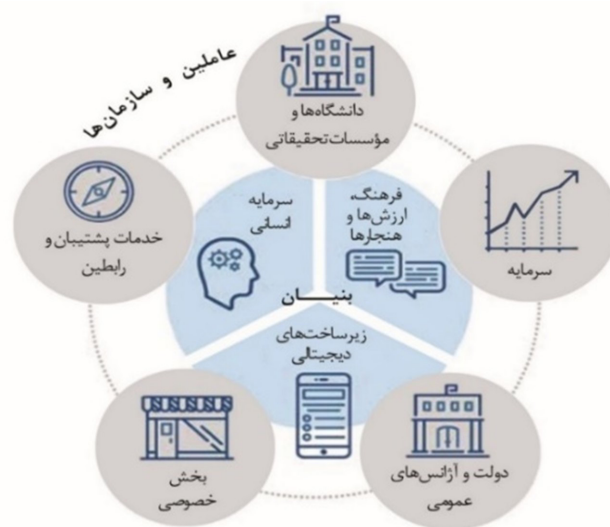 عاملین و سازمان‌ها
دانشگاه‌ها و
مؤسسات تحقیقاتی
سرمایه
دولت و آژانس‌های
عمومی
بخش
خصوصی
خدمات پشتیبان و
رابطین
فرهنگ،
ارزش‌ها و
هنجارها
سرمایه
انسانی
بنیــــان
زیرساخت‌های
دیجیتالی